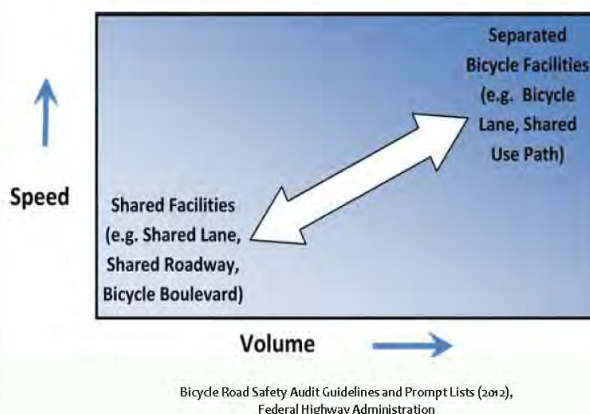 Separated
Bicycle Facilities
(e.g. Bicycle
Lane, Shared
Use Path)
Speed
Shared Facilities
(e.g. Shared Lane,
Shared Roadway,
Bicycle Boulevard)
Volume
Bicycle Road Safety Audit Guidelines and Prompt Lists (2012),
Federal Highway Administration